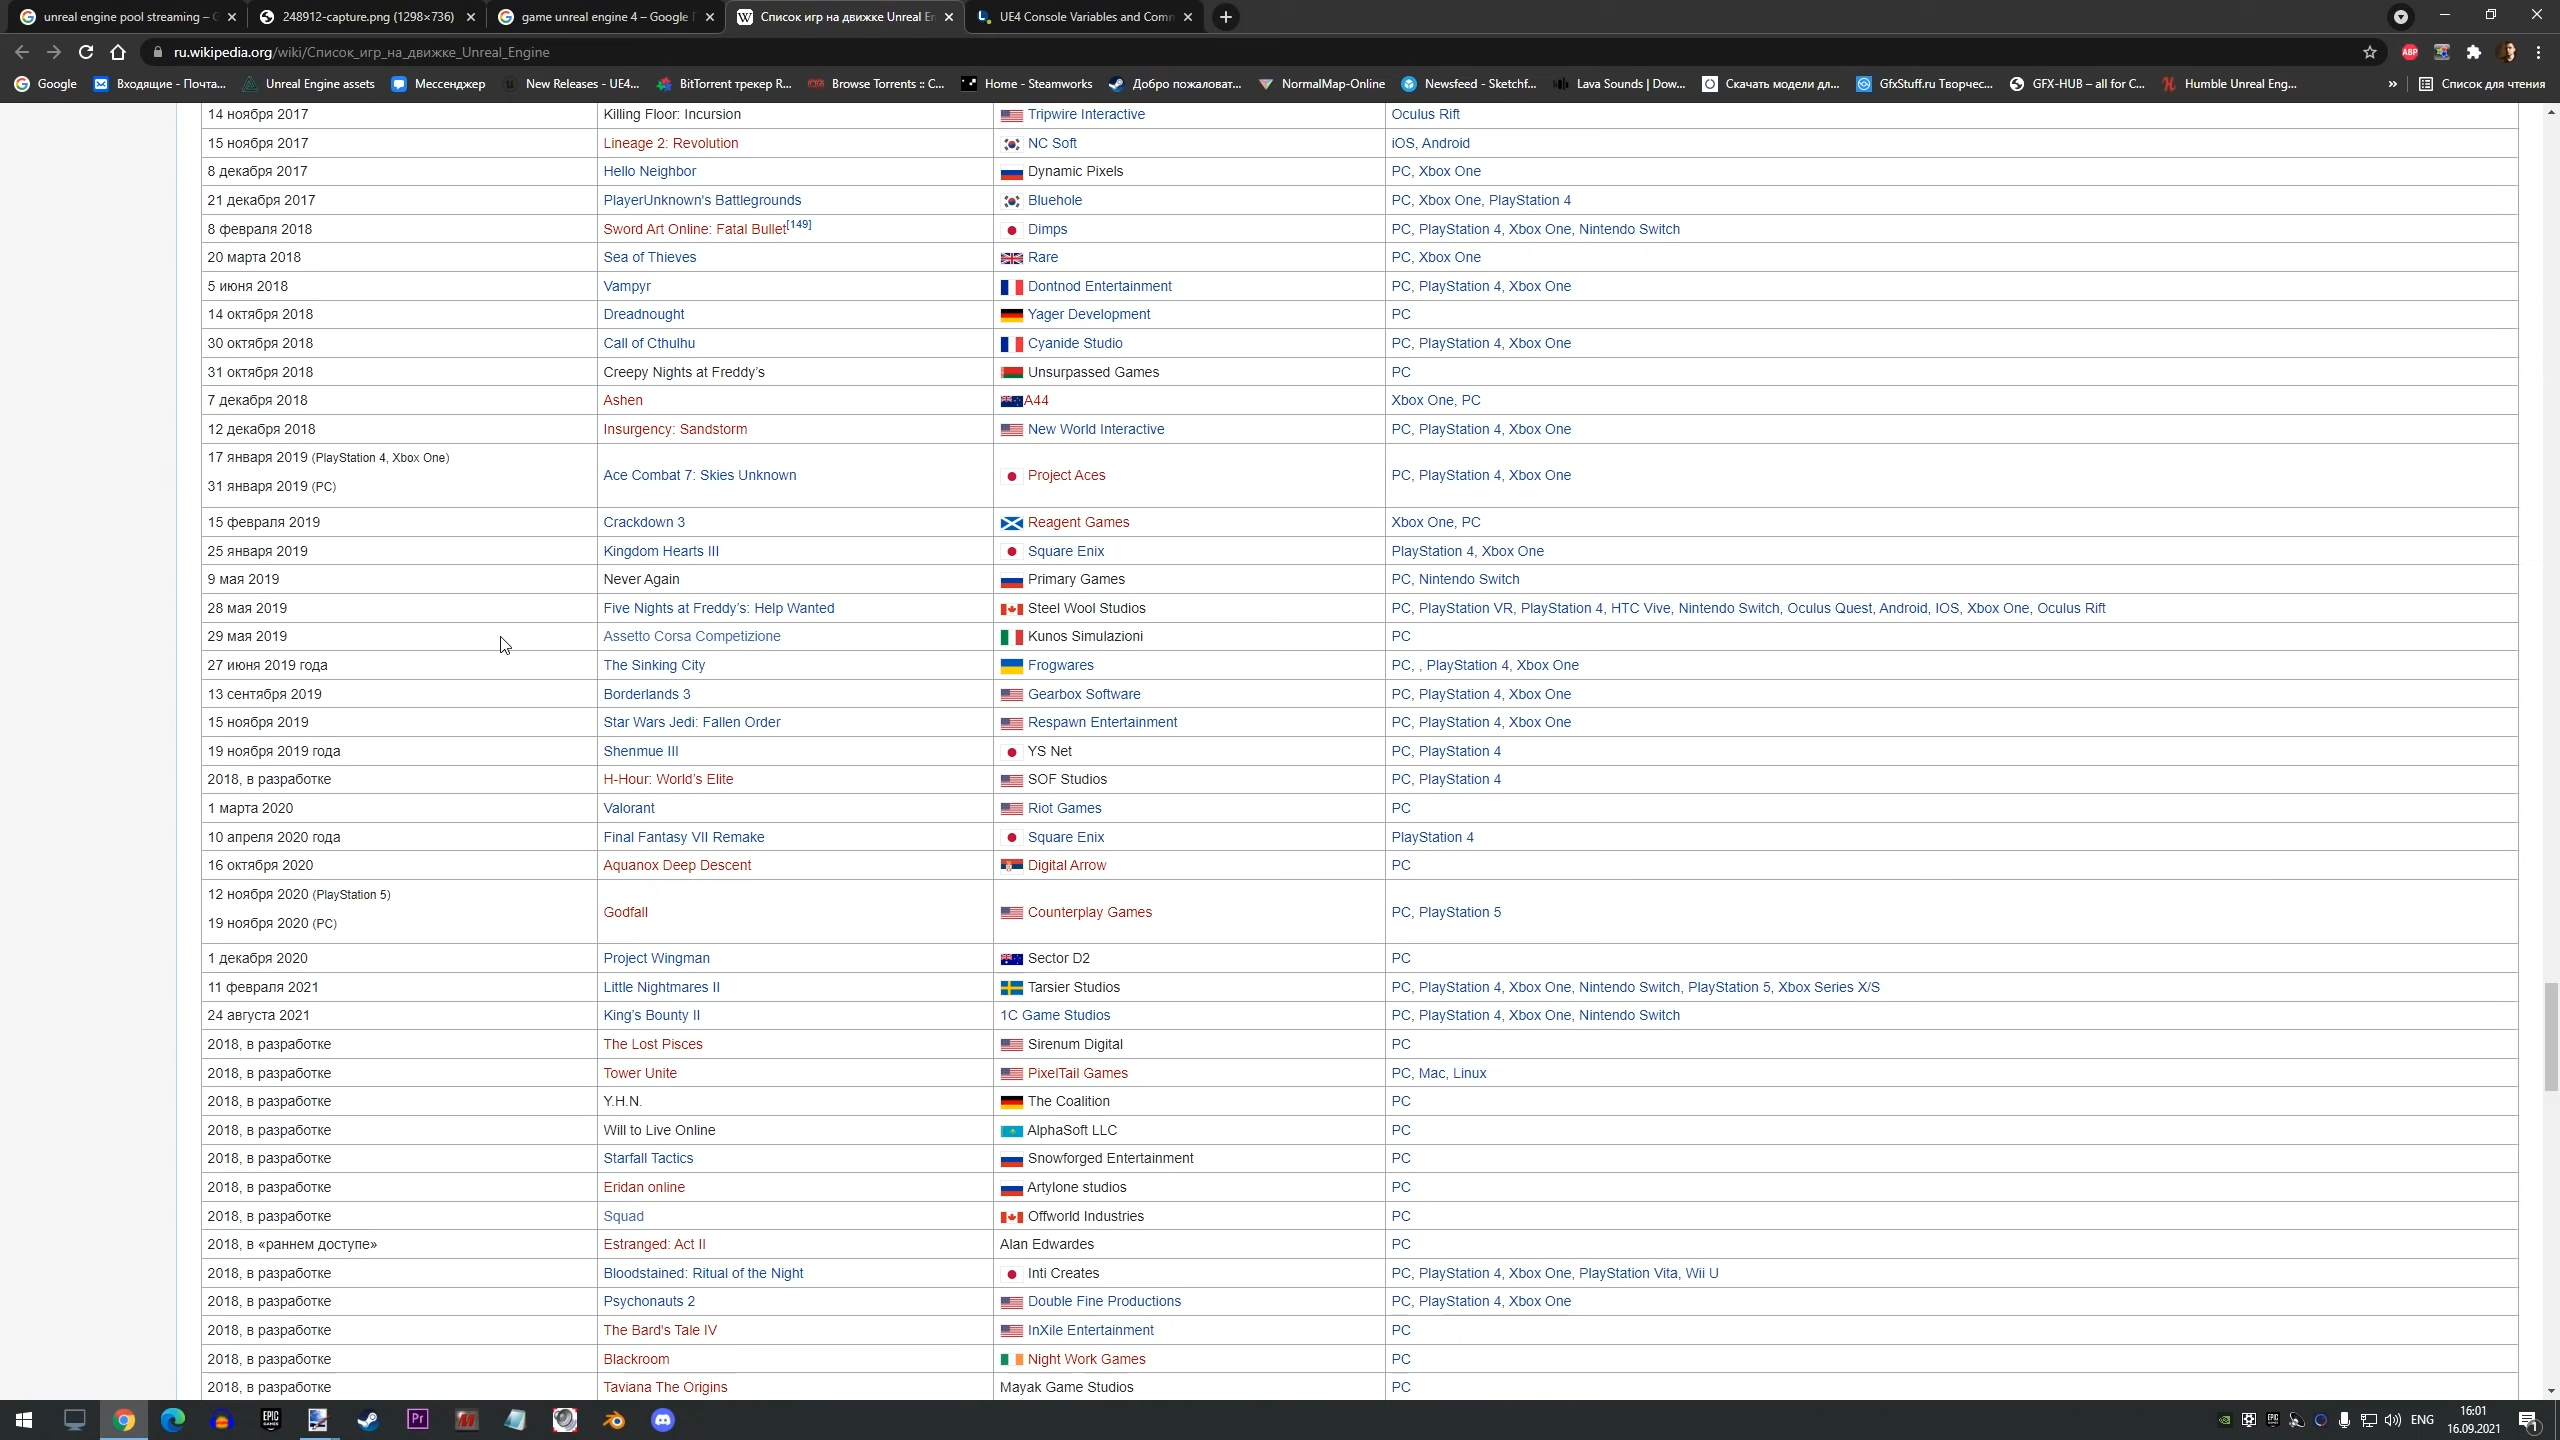 unreal engine pool streaming – G
248912-capture.png (1298×736)
game unreal engine 4 – Google
Список игр на движке Unreal En
UE4 Console Variables and Comm
ru.wikipedia.org/wiki/Список_игр_на_движке_Unreal_Engine
Google Входящие - Почта... Unreal Engine assets Мессенджер New Releases - UE4... BitTorrent трекер R... Browse Torrents :: C... Home - Steamworks Добро пожаловат... NormalMap-Online Newsfeed - Sketchf... Lava Sounds | Dow... Скачать модели дл... GfxStuff.ru Творчес... GFX-HUB – all for C... Humble Unreal Eng... » Список для чтения
14 ноября 2017 Killing Floor: Incursion Tripwire Interactive Oculus Rift
15 ноября 2017 Lineage 2: Revolution NC Soft iOS, Android
8 декабря 2017 Hello Neighbor Dynamic Pixels PC, Xbox One
21 декабря 2017 PlayerUnknown's Battlegrounds Bluehole PC, Xbox One, PlayStation 4
8 февраля 2018 Sword Art Online: Fatal Bullet[149] Dimps PC, PlayStation 4, Xbox One, Nintendo Switch
20 марта 2018 Sea of Thieves Rare PC, Xbox One
5 июня 2018 Vampyr Dontnod Entertainment PC, PlayStation 4, Xbox One
14 октября 2018 Dreadnought Yager Development PC
30 октября 2018 Call of Cthulhu Cyanide Studio PC, PlayStation 4, Xbox One
31 октября 2018 Creepy Nights at Freddy’s Unsurpassed Games PC
7 декабря 2018 Ashen A44 Xbox One, PC
12 декабря 2018 Insurgency: Sandstorm New World Interactive PC, PlayStation 4, Xbox One
17 января 2019 (PlayStation 4, Xbox One)
31 января 2019 (PC)
Ace Combat 7: Skies Unknown Project Aces PC, PlayStation 4, Xbox One
15 февраля 2019 Crackdown 3 Reagent Games Xbox One, PC
25 января 2019 Kingdom Hearts III Square Enix PlayStation 4, Xbox One
9 мая 2019 Never Again Primary Games PC, Nintendo Switch
28 мая 2019 Five Nights at Freddy’s: Help Wanted Steel Wool Studios PC, PlayStation VR, PlayStation 4, HTC Vive, Nintendo Switch, Oculus Quest, Android, IOS, Xbox One, Oculus Rift
29 мая 2019 Assetto Corsa Competizione Kunos Simulazioni PC
27 июня 2019 года The Sinking City Frogwares PC, , PlayStation 4, Xbox One
13 сентября 2019 Borderlands 3 Gearbox Software PC, PlayStation 4, Xbox One
15 ноября 2019 Star Wars Jedi: Fallen Order Respawn Entertainment PC, PlayStation 4, Xbox One
19 ноября 2019 года Shenmue III YS Net PC, PlayStation 4
2018, в разработке H-Hour: World’s Elite SOF Studios PC, PlayStation 4
1 марта 2020 Valorant Riot Games PC
10 апреля 2020 года Final Fantasy VII Remake Square Enix PlayStation 4
16 октября 2020 Aquanox Deep Descent Digital Arrow PC
12 ноября 2020 (PlayStation 5)
19 ноября 2020 (PC)
Godfall Counterplay Games PC, PlayStation 5
1 декабря 2020 Project Wingman Sector D2 PC
11 февраля 2021 Little Nightmares II Tarsier Studios PC, PlayStation 4, Xbox One, Nintendo Switch, PlayStation 5, Xbox Series X/S
24 августа 2021 King’s Bounty II 1C Game Studios PC, PlayStation 4, Xbox One, Nintendo Switch
2018, в разработке The Lost Pisces Sirenum Digital PC
2018, в разработке Tower Unite PixelTail Games PC, Mac, Linux
2018, в разработке Y.H.N. The Coalition PC
2018, в разработке Will to Live Online AlphaSoft LLC PC
2018, в разработке Starfall Tactics Snowforged Entertainment PC
2018, в разработке Eridan online Artylone studios PC
2018, в разработке Squad Offworld Industries PC
2018, в «раннем доступе» Estranged: Act II Alan Edwardes PC
2018, в разработке Bloodstained: Ritual of the Night Inti Creates PC, PlayStation 4, Xbox One, PlayStation Vita, Wii U
2018, в разработке Psychonauts 2 Double Fine Productions PC, PlayStation 4, Xbox One
2018, в разработке The Bard's Tale IV InXile Entertainment PC
2018, в разработке Blackroom Night Work Games PC
2018, в разработке Taviana The Origins Mayak Game Studios PC
ENG
16:01
16.09.2021